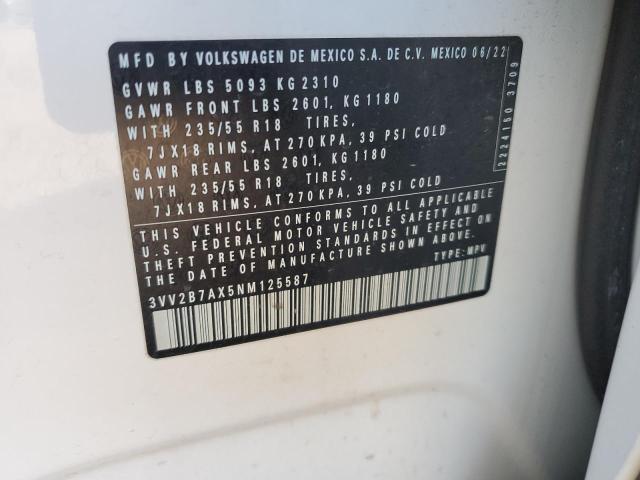 MFD BY VOLKSWAGEN DE MEXICO S.A. DE C.V. MEXICO 06/22
GVWR LBS 5093 KG 2310
GAWR FRONT LBS 2601, KG 1180
WITH 235/55 R18 TIRES,
7JX18 RIMS, AT 270 KPA, 39 PSI COLD
GAWR REAR LBS 2601, KG 1180
WITH 235/55 R18 TIRES,
7JX18 RIMS, AT 270 KPA, 39 PSI COLD
THIS VEHICLE CONFORMS TO ALL APPLICABLE
U.S. FEDERAL MOTOR VEHICLE SAFETY AND
THEFT PREVENTION STANDARDS IN EFFECT ON
THE DATE OF MANUFACTURE SHOWN ABOVE.
3VV2B7AX5NM125587 TYPE: MPV
2224150 3709